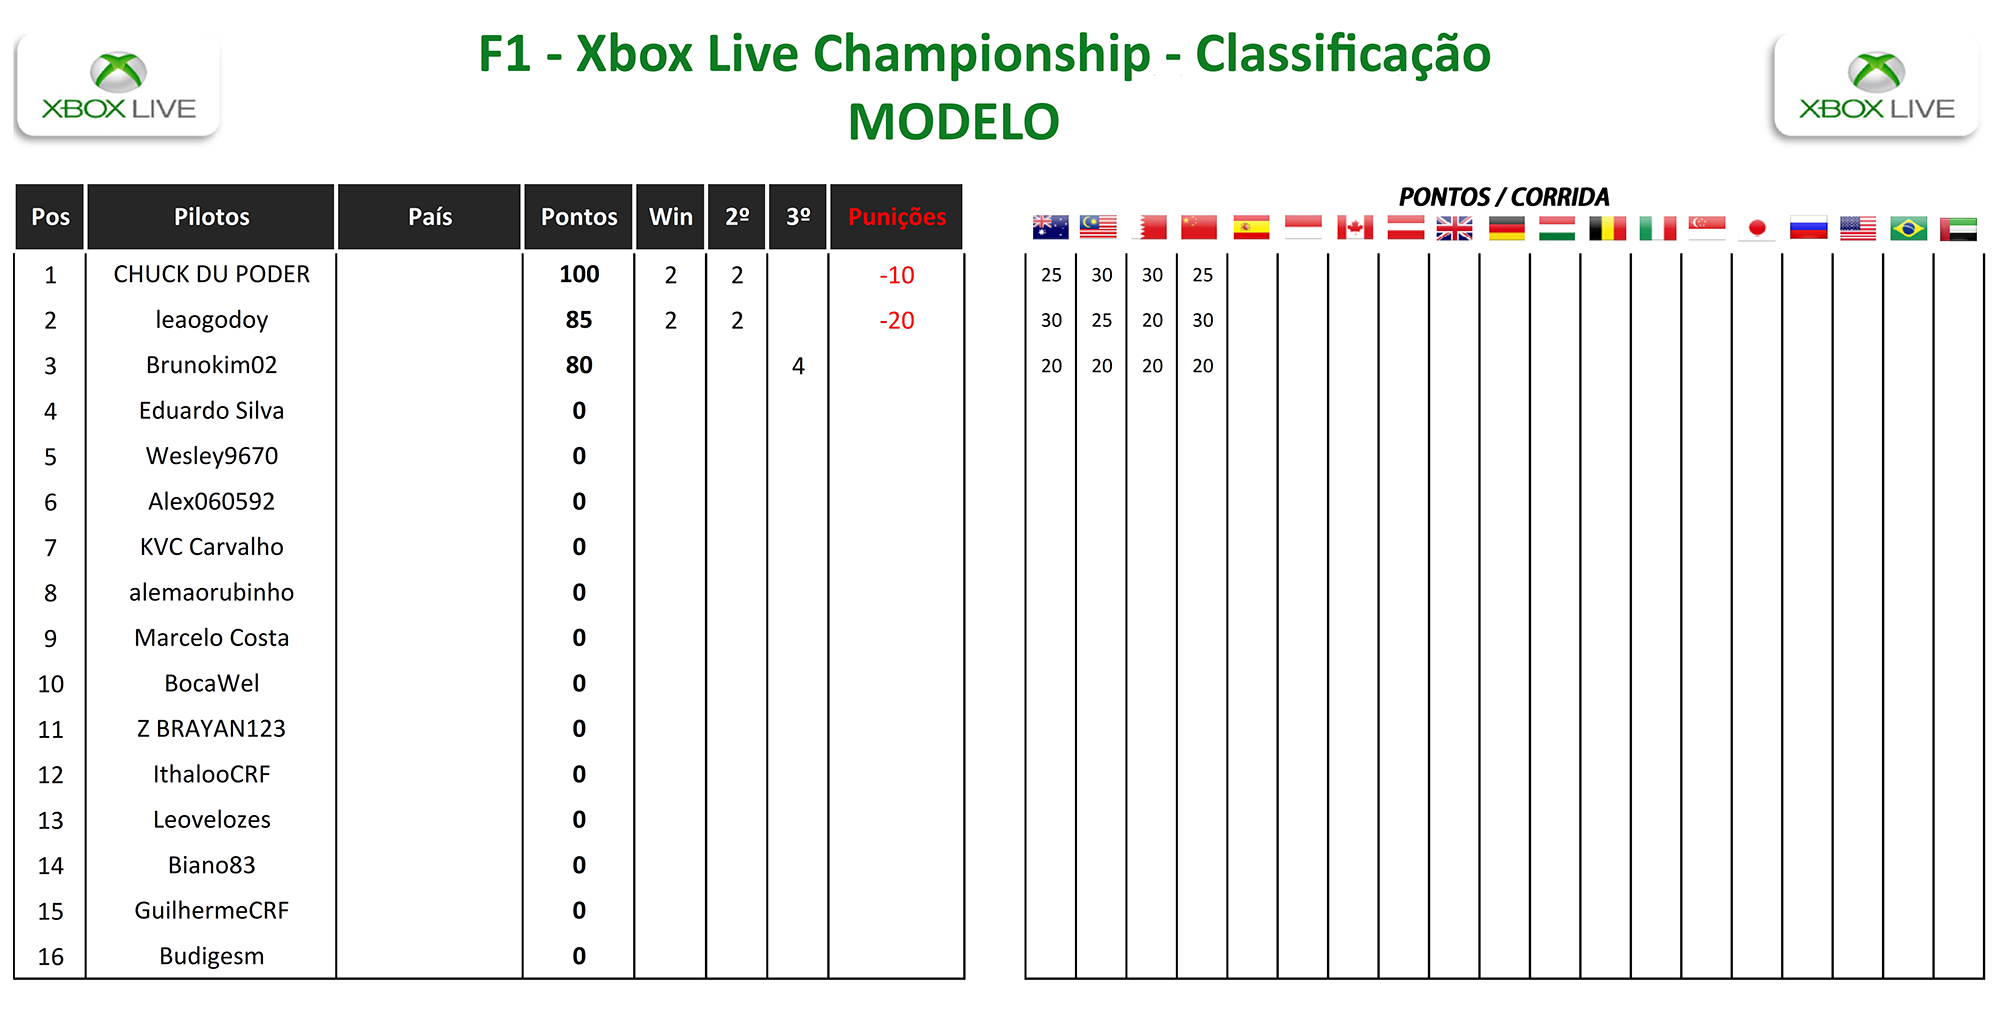 XBOX LIVE
F1 - Xbox Live Championship - Classificação
MODELO
XBOX LIVE
Pos Pilotos País Pontos Win 2º 3º Punições
PONTOS / CORRIDA
1 CHUCK DU PODER 100 2 2 -10 25 30 30 25
2 leaogodoy 85 2 2 -20 30 25 20 30
3 Brunokim02 80 4 20 20 20 20
4 Eduardo Silva 0
5 Wesley9670 0
6 Alex060592 0
7 KVC Carvalho 0
8 alemaorubinho 0
9 Marcelo Costa 0
10 BocaWel 0
11 Z BRAYAN123 0
12 IthalooCRF 0
13 Leovelozes 0
14 Biano83 0
15 GuilhermeCRF 0
16 Budigesm 0